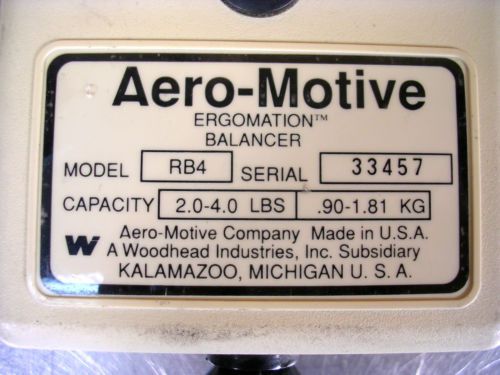 Aero-Motive
ERGOMATION™
BALANCER
MODEL RB4 SERIAL 33457
CAPACITY 2.0-4.0 LBS .90-1.81 KG
W Aero-Motive Company Made in U.S.A.
A Woodhead Industries, Inc. Subsidiary
KALAMAZOO, MICHIGAN U. S. A.